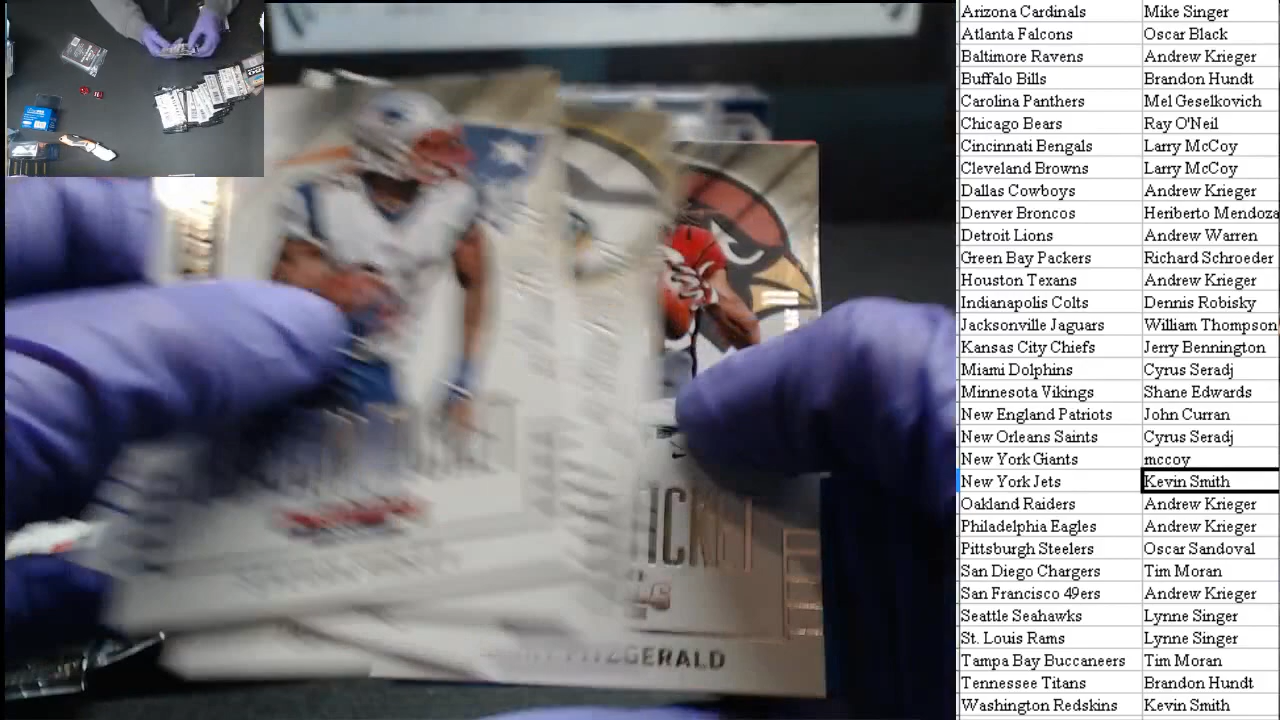 Arizona Cardinals Mike Singer
Atlanta Falcons Oscar Black
Baltimore Ravens Andrew Krieger
Buffalo Bills Brandon Hundt
Carolina Panthers Mel Geselkovich
Chicago Bears Ray O'Neil
Cincinnati Bengals Larry McCoy
Cleveland Browns Larry McCoy
Dallas Cowboys Andrew Krieger
Denver Broncos Heriberto Mendoza
Detroit Lions Andrew Warren
Green Bay Packers Richard Schroeder
Houston Texans Andrew Krieger
Indianapolis Colts Dennis Robisky
Jacksonville Jaguars William Thompson
Kansas City Chiefs Jerry Bennington
Miami Dolphins Cyrus Seradj
Minnesota Vikings Shane Edwards
New England Patriots John Curran
New Orleans Saints Cyrus Seradj
New York Giants mccoy
New York Jets Kevin Smith
Oakland Raiders Andrew Krieger
Philadelphia Eagles Andrew Krieger
Pittsburgh Steelers Oscar Sandoval
San Diego Chargers Tim Moran
San Francisco 49ers Andrew Krieger
Seattle Seahawks Lynne Singer
St. Louis Rams Lynne Singer
Tampa Bay Buccaneers Tim Moran
Tennessee Titans Brandon Hundt
Washington Redskins Kevin Smith
ICKET
FITZGERALD